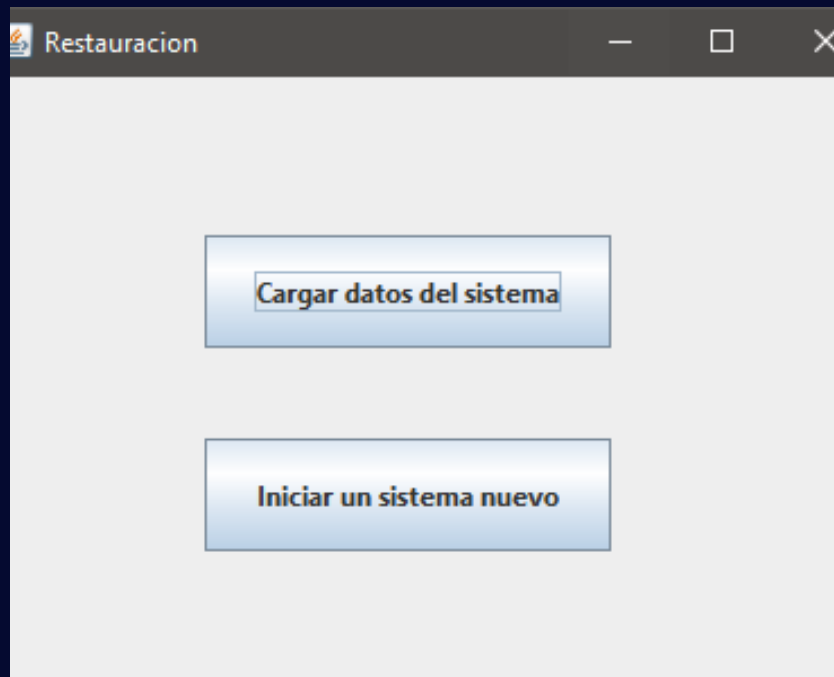 Restauracion
Cargar datos del sistema
Iniciar un sistema nuevo